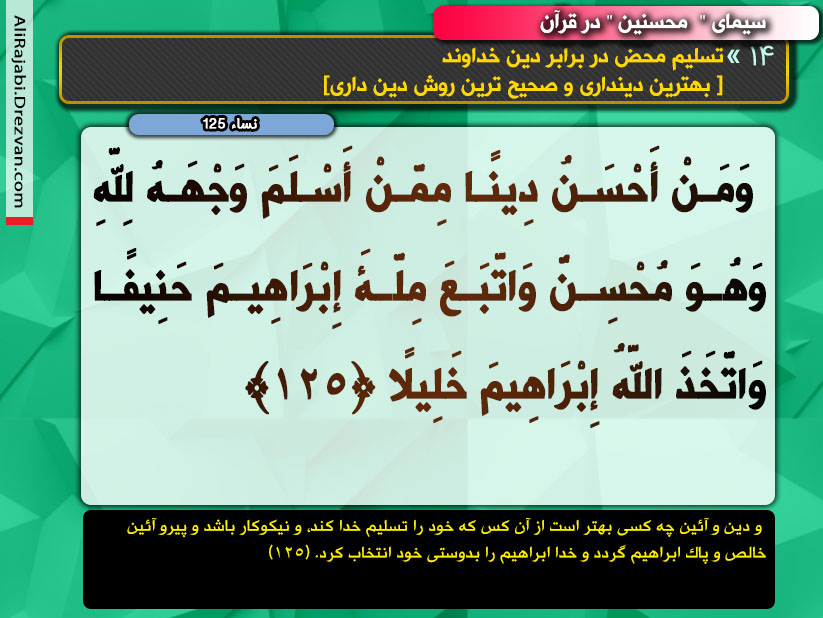 سیمای " محسنین " در قرآن
۱۴ » تسلیم محض در برابر دین خداوند
[ بهترین دینداری و صحیح ترین روش دین داری]
نساء 125
وَمَنْ أَحْسَنُ دِينًا مِمَّنْ أَسْلَمَ وَجْهَهُ لِلَّهِ
وَهُوَ مُحْسِنٌ وَاتَّبَعَ مِلَّةَ إِبْرَاهِيمَ حَنِيفًا
وَاتَّخَذَ اللَّهُ إِبْرَاهِيمَ خَلِيلًا ﴿۱۲۵﴾
و دین و آئین چه کسی بهتر است از آن کس که خود را تسلیم خدا کند، و نیکوکار باشد و پیرو آئین
خالص و پاك ابراهیم گردد و خدا ابراهیم را بدوستی خود انتخاب کرد. (۱۲۵)
AliRajabi.Drezvan.com